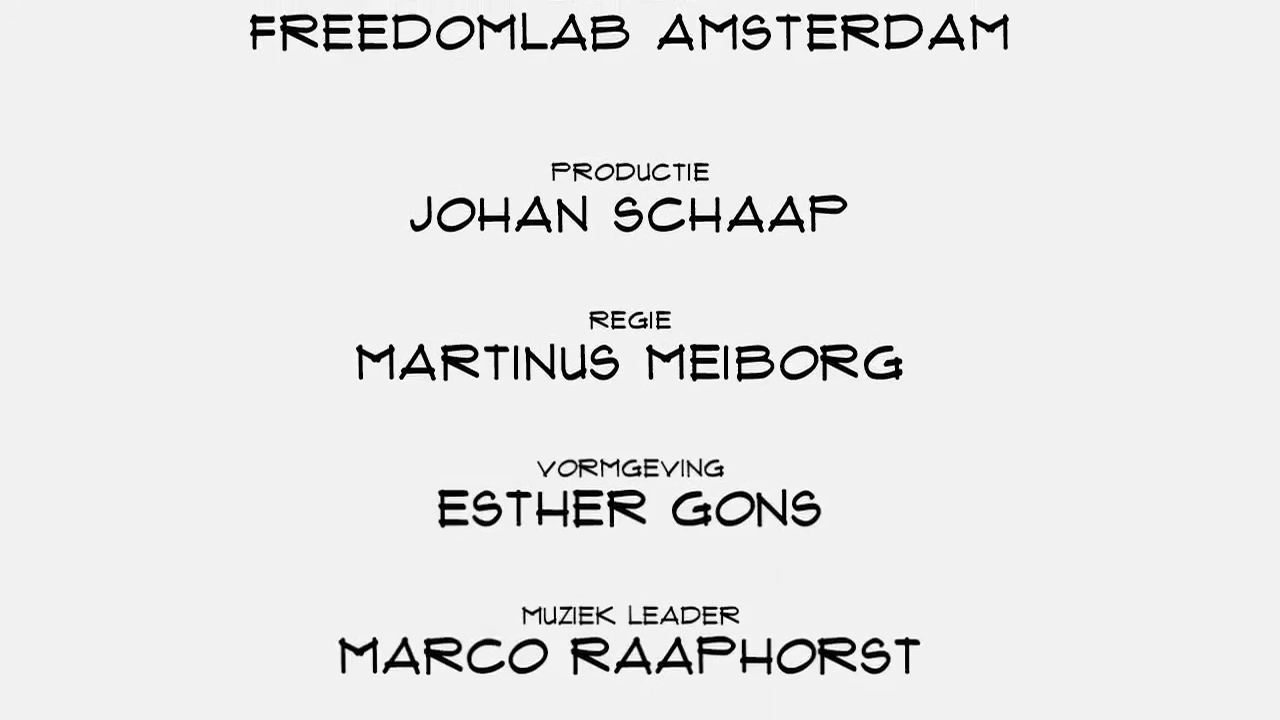 FREEDOMLAB AMSTERDAM
PRODUCTIE
JOHAN SCHAAP
REGIE
MARTINUS MEIBORG
VORMGEVING
ESTHER GONS
MUZIEK LEADER
MARCO RAAPHORST